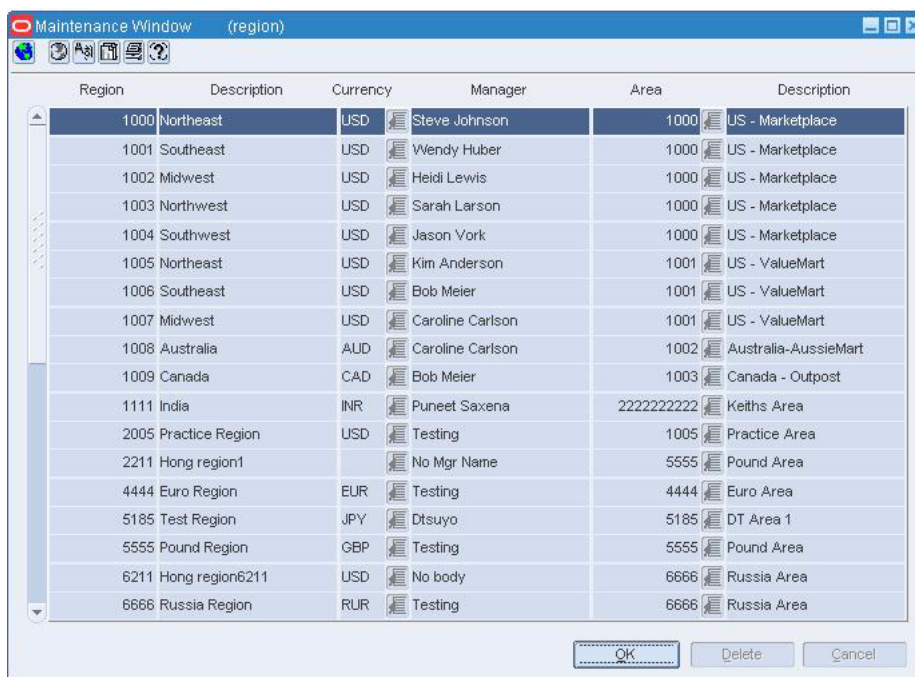 Maintenance Window (region)
Region Description Currency Manager Area Description
1000 Northeast USD Steve Johnson 1000 US - Marketplace
1001 Southeast USD Wendy Huber 1000 US - Marketplace
1002 Midwest USD Heidi Lewis 1000 US - Marketplace
1003 Northwest USD Sarah Larson 1000 US - Marketplace
1004 Southwest USD Jason Vork 1000 US - Marketplace
1005 Northeast USD Kim Anderson 1001 US - ValueMart
1006 Southeast USD Bob Meier 1001 US - ValueMart
1007 Midwest USD Caroline Carlson 1001 US - ValueMart
1008 Australia AUD Caroline Carlson 1002 Australia-AussieMart
1009 Canada CAD Bob Meier 1003 Canada - Outpost
1111 India INR Puneet Saxena 2222222222 Keiths Area
2005 Practice Region USD Testing 1005 Practice Area
2211 Hong region1 No Mgr Name 5555 Pound Area
4444 Euro Region EUR Testing 4444 Euro Area
5185 Test Region JPY Dtsuyo 5185 DT Area 1
5555 Pound Region GBP Testing 5555 Pound Area
6211 Hong region6211 USD No body 6666 Russia Area
6666 Russia Region RUR Testing 6666 Russia Area
OK Delete Cancel